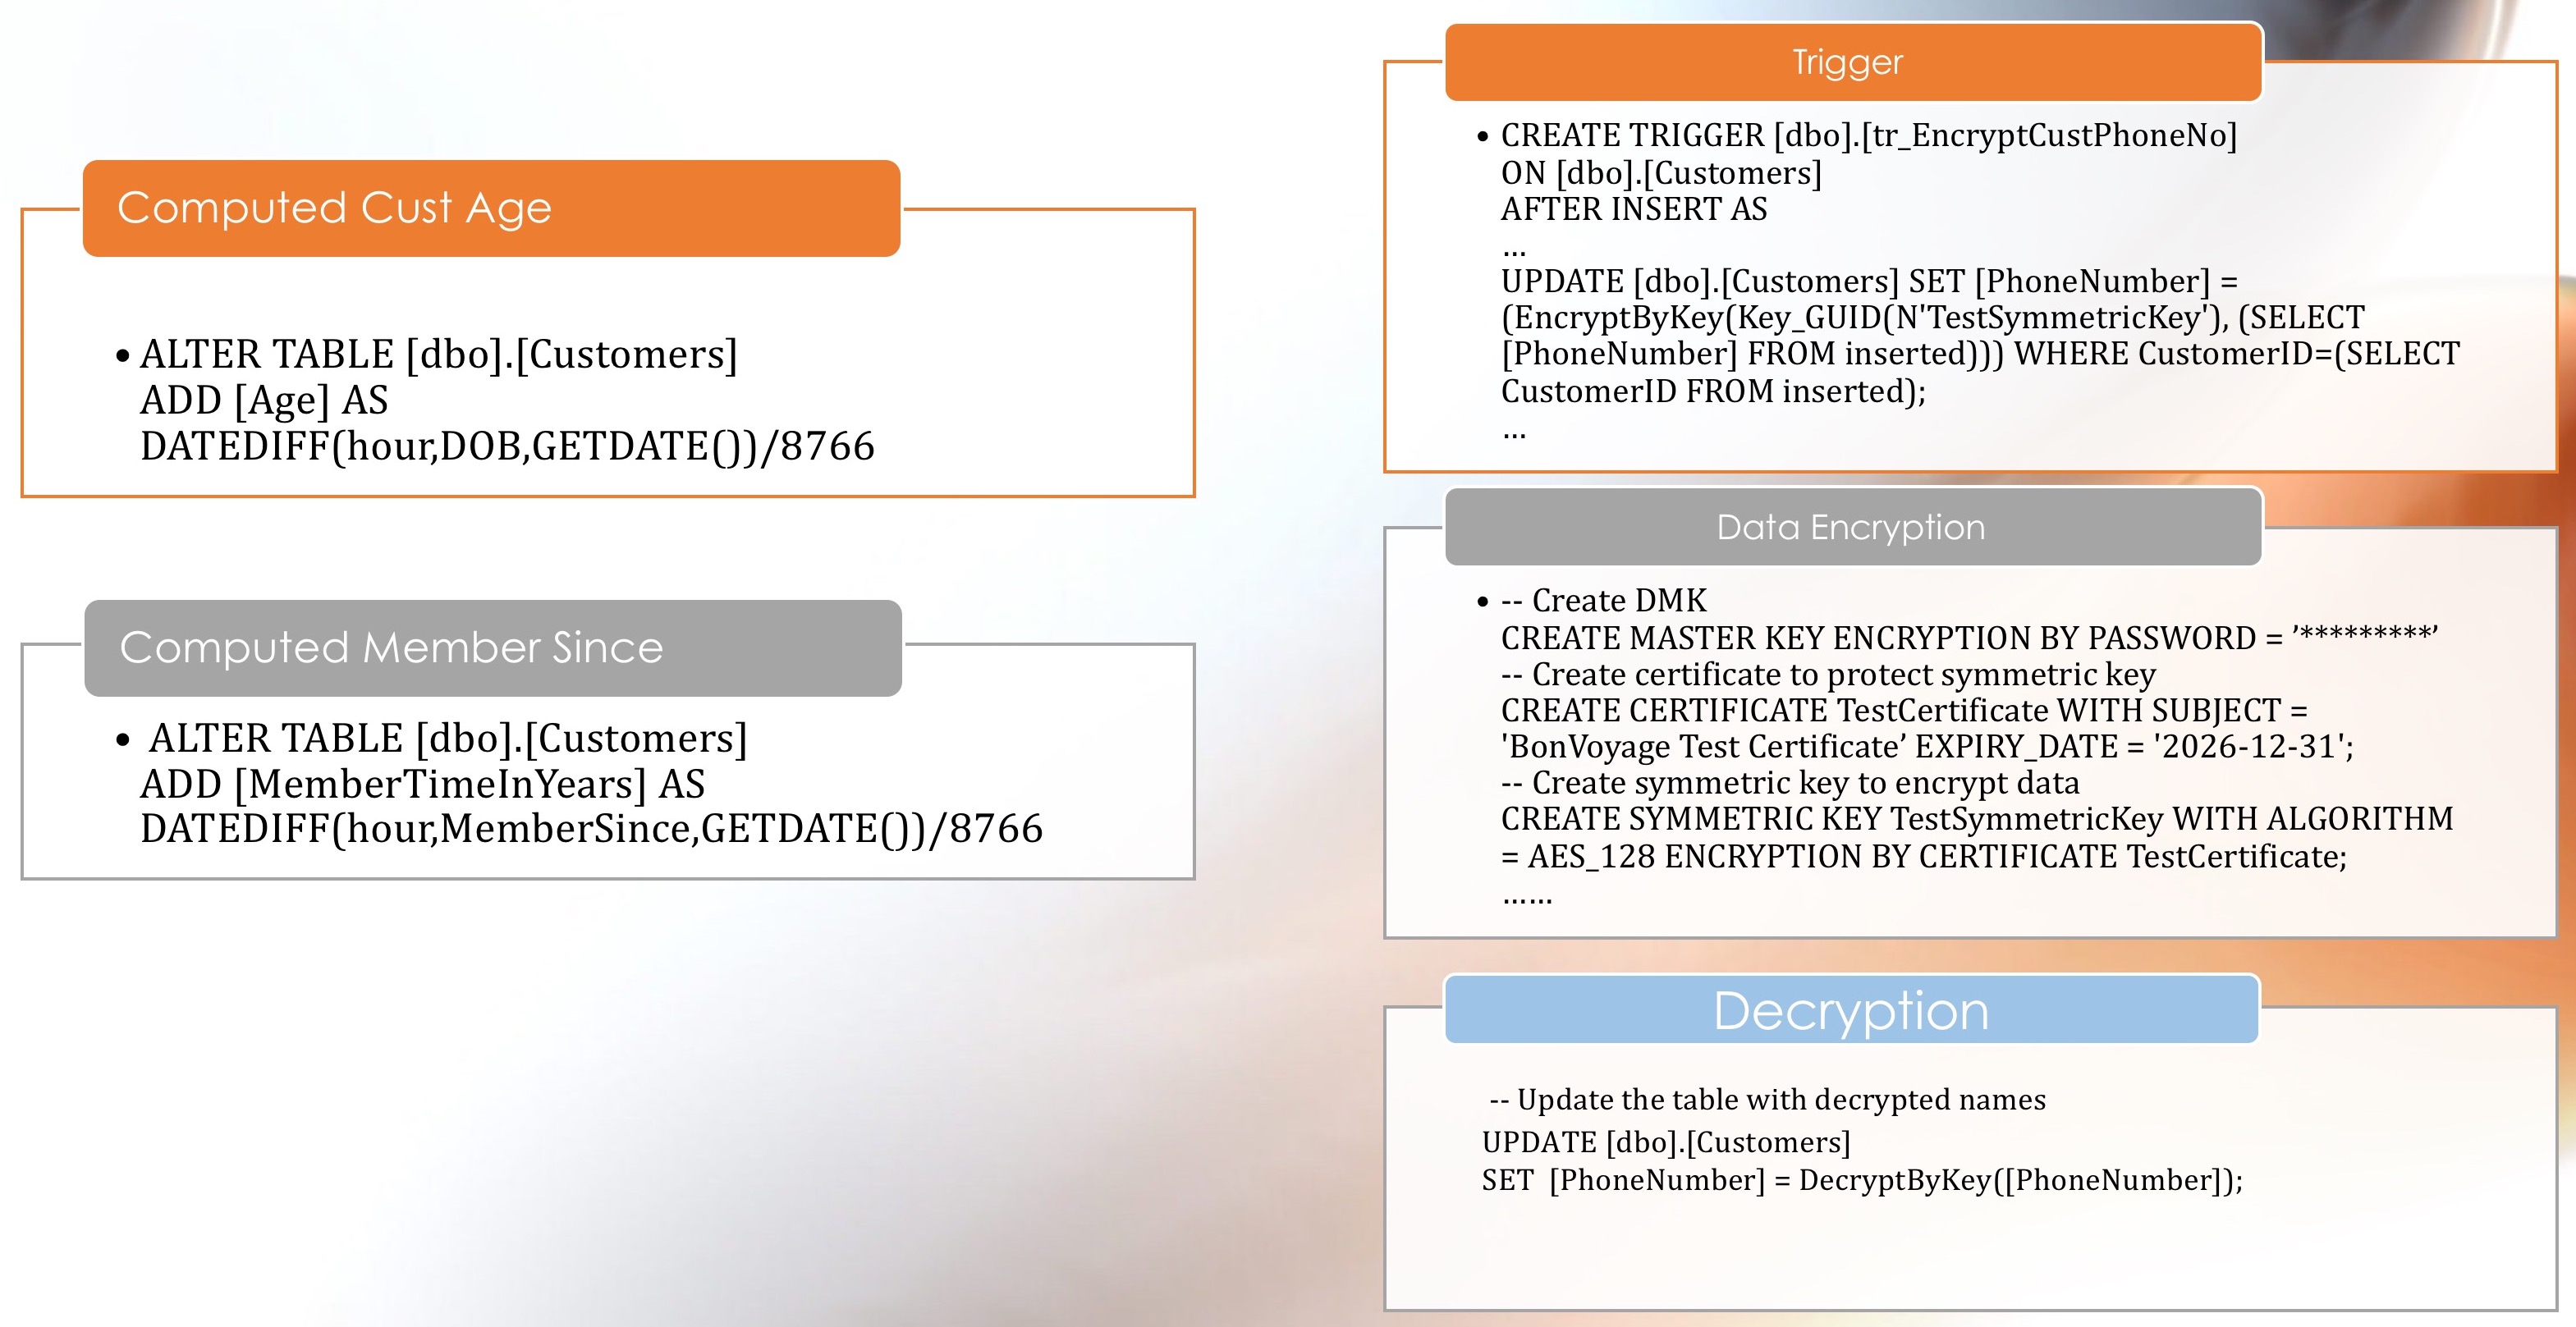 Computed Cust Age
• ALTER TABLE [dbo].[Customers]
ADD [Age] AS
DATEDIFF(hour,DOB,GETDATE())/8766
Computed Member Since
• ALTER TABLE [dbo].[Customers]
ADD [MemberTimeInYears] AS
DATEDIFF(hour,MemberSince,GETDATE())/8766
Trigger
• CREATE TRIGGER [dbo].[tr_EncryptCustPhoneNo]
ON [dbo].[Customers]
AFTER INSERT AS
...
UPDATE [dbo].[Customers] SET [PhoneNumber] =
(EncryptByKey(Key_GUID(N'TestSymmetricKey'), (SELECT
[PhoneNumber] FROM inserted))) WHERE CustomerID=(SELECT
CustomerID FROM inserted);
...
Data Encryption
• -- Create DMK
CREATE MASTER KEY ENCRYPTION BY PASSWORD = ’*********’
-- Create certificate to protect symmetric key
CREATE CERTIFICATE TestCertificate WITH SUBJECT =
'BonVoyage Test Certificate’ EXPIRY_DATE = '2026-12-31';
-- Create symmetric key to encrypt data
CREATE SYMMETRIC KEY TestSymmetricKey WITH ALGORITHM
= AES_128 ENCRYPTION BY CERTIFICATE TestCertificate;
......
Decryption
-- Update the table with decrypted names
UPDATE [dbo].[Customers]
SET [PhoneNumber] = DecryptByKey([PhoneNumber]);